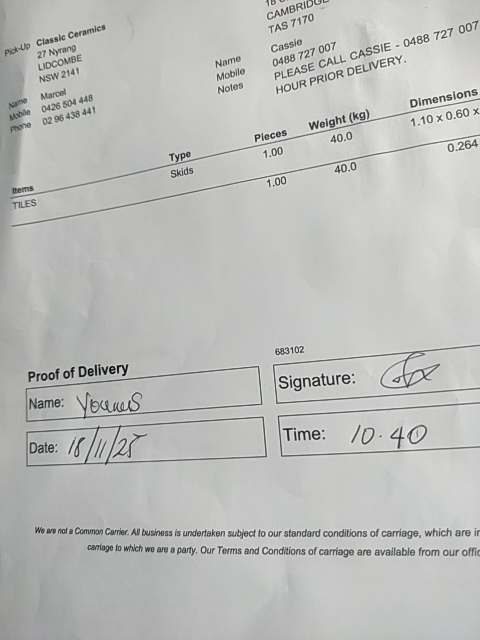 CAMBRIDGE
TAS 7170
Pick-Up Classic Ceramics
27 Nyrang
LIDCOMBE
NSW 2141
Name Marcel
Mobile 0426 504 448
Phone 02 96 438 441
Name Cassie
Mobile 0488 727 007
Notes PLEASE CALL CASSIE - 0488 727 007
HOUR PRIOR DELIVERY.
Items Type Pieces Weight (kg) Dimensions
TILES Skids 1.00 40.0 1.10 x 0.60 x
1.00 40.0 0.264
683102
Proof of Delivery
Name:
Signature:
Date: 18/11/25
Time: 10.40
We are not a Common Carrier. All business is undertaken subject to our standard conditions of carriage, which are
carriage to which we are a party. Our Terms and Conditions of carriage are available from our